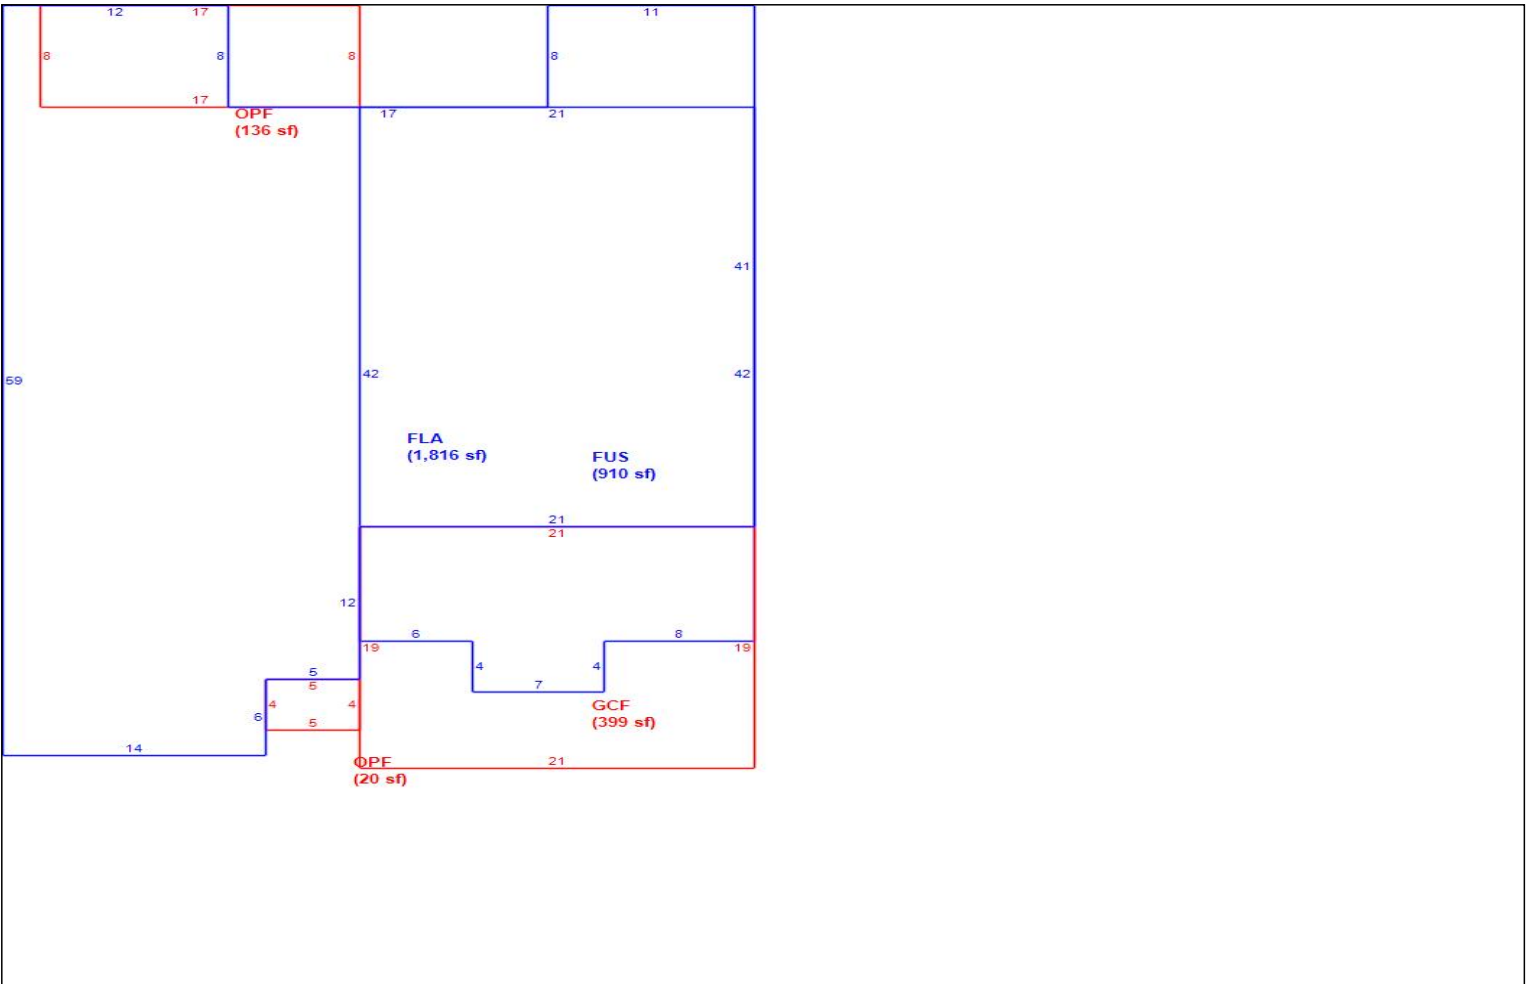 12 17 11
8 8 8 8
17
OPF 17 21
(136 sf)
41
59 42 42
FLA
(1,816 sf)
FUS
(910 sf)
21
21
12
6 8
19 19
5 4 4
5
4 4 7
6 5
GCF
(399 sf)
14
OPF 21
(20 sf)